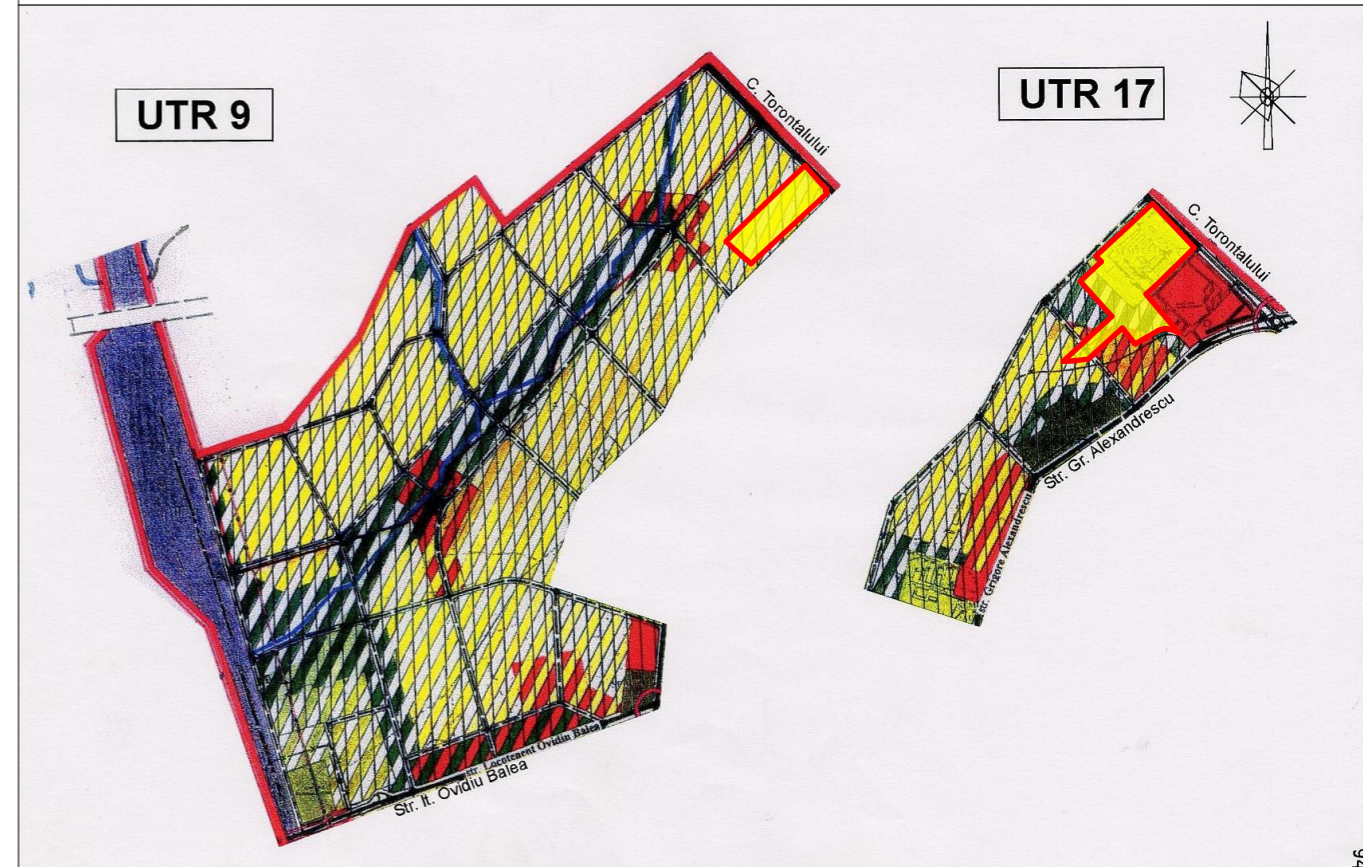 UTR 9
UTR 17
C. Torontalului
C. Torontalului
Str. Gr. Alexandrescu
str. Grigore Alexandrescu
str. Locotenent Ovidiu Balea
Str. lt. Ovidiu Balea